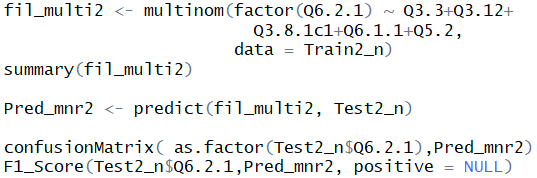 fil_multi2 <- multinom(factor(Q6.2.1) ~ Q3.3+Q3.12+
Q3.8.1c1+Q6.1.1+Q5.2,
data = Train2_n)
summary(fil_multi2)
Pred_mnr2 <- predict(fil_multi2, Test2_n)
confusionMatrix( as.factor(Test2_n$Q6.2.1),Pred_mnr2)
F1_Score(Test2_n$Q6.2.1,Pred_mnr2, positive = NULL)